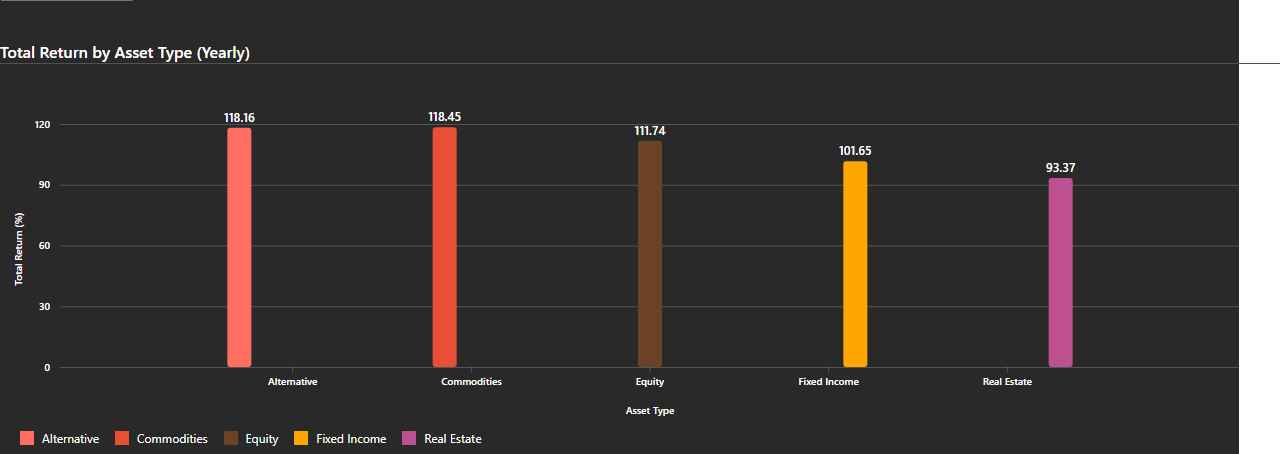 Total Return by Asset Type (Yearly)
118.16
118.45
111.74
101.65
93.37
120
90
60
30
0
Total Return (%)
Alternative
Commodities
Equity
Fixed Income
Real Estate
Asset Type
Alternative
Commodities
Equity
Fixed Income
Real Estate